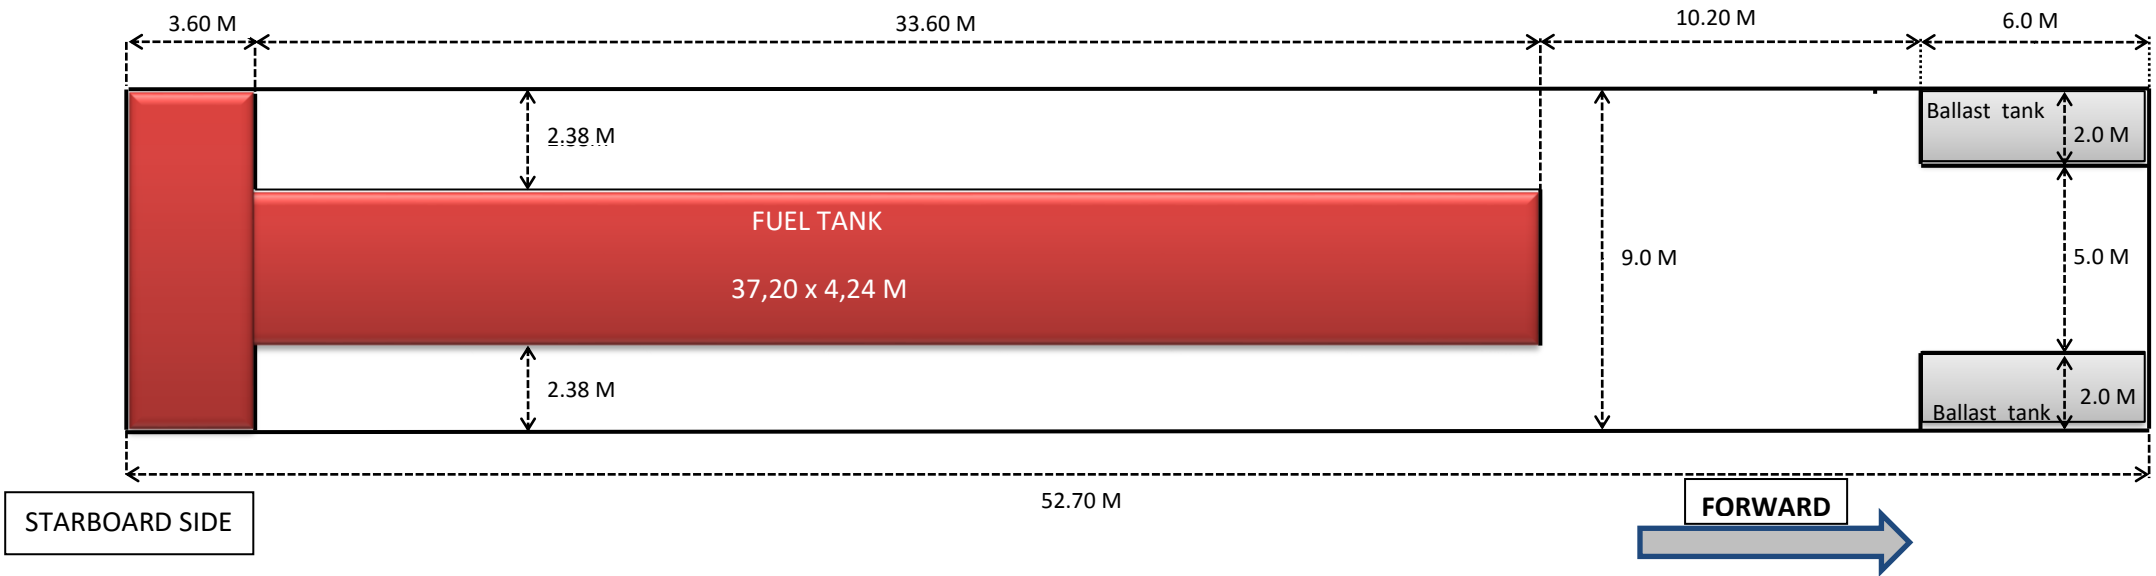 3.60 M
33.60 M
10.20 M
6.0 M
2.38 M
Ballast tank
2.0 M
FUEL TANK
37,20 x 4,24 M
9.0 M
5.0 M
2.38 M
2.0 M
Ballast tank
52.70 M
STARBOARD SIDE
FORWARD